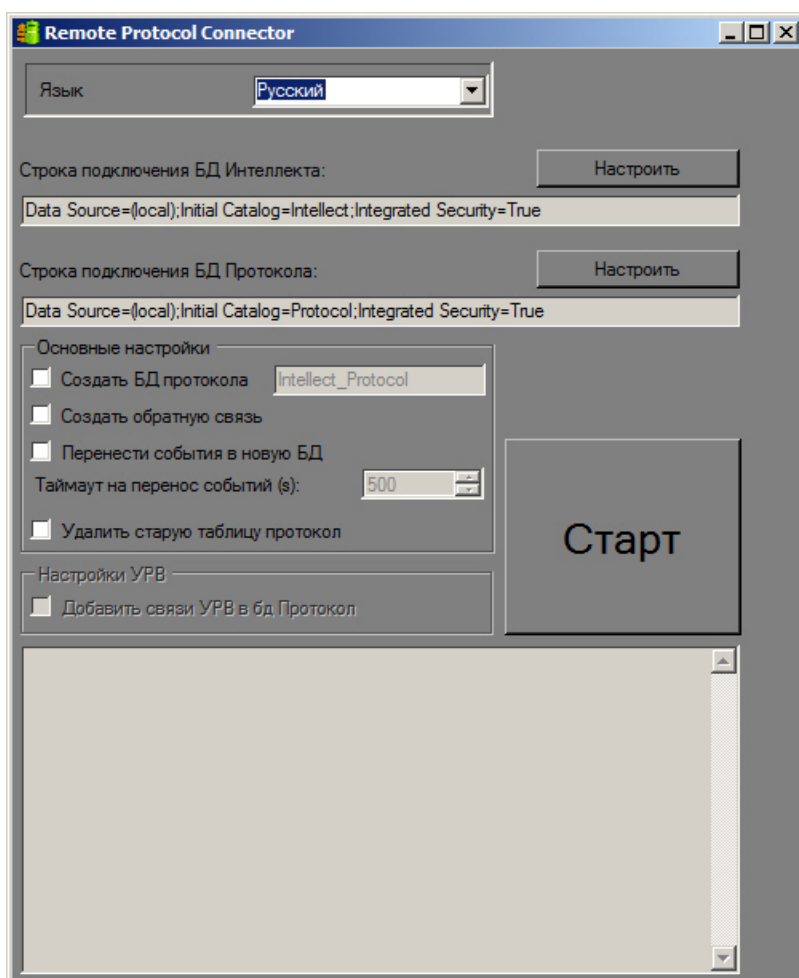 Remote Protocol Connector
Язык Русский
Строка подключения БД Интеллекта: Настроить
Data Source=(local);Initial Catalog=Intellect;Integrated Security=True
Строка подключения БД Протокола: Настроить
Data Source=(local);Initial Catalog=Protocol;Integrated Security=True
Основные настройки
Создать БД протокола Intellect_Protocol
Создать обратную связь
Перенести события в новую БД
Таймаут на перенос событий (s): 500
Удалить старую таблицу протокол
Старт
Настройки УРВ
Добавить связи УРВ в бд Протокол